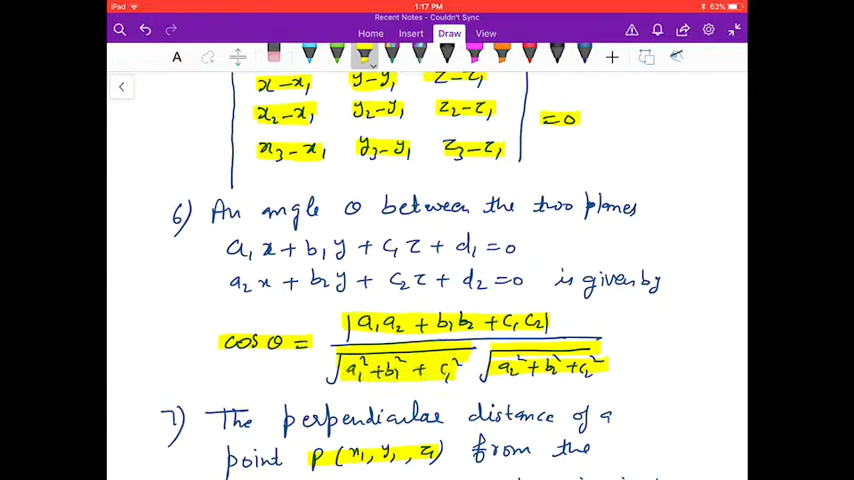 iPad
1:17 PM
63%
Recent Notes - Couldn't Sync
Home Insert Draw View
A
x-x₁ y-y₁ z-z₁
x₂-x₁ y₂-y₁ z₂-z₁ =0
x₃-x₁ y₃-y₁ z₃-z₁
6) An angle θ between the two planes
a₁x+b₁y+c₁z+d₁=0
a₂x+b₂y+c₂z+d₂=0 is given by
cosθ = |a₁a₂+b₁b₂+c₁c₂|
√a₁²+b₁²+c₁² √a₂²+b₂²+c₂²
7) The perpendicular distance of a
point P(x₁,y₁,z₁) from the